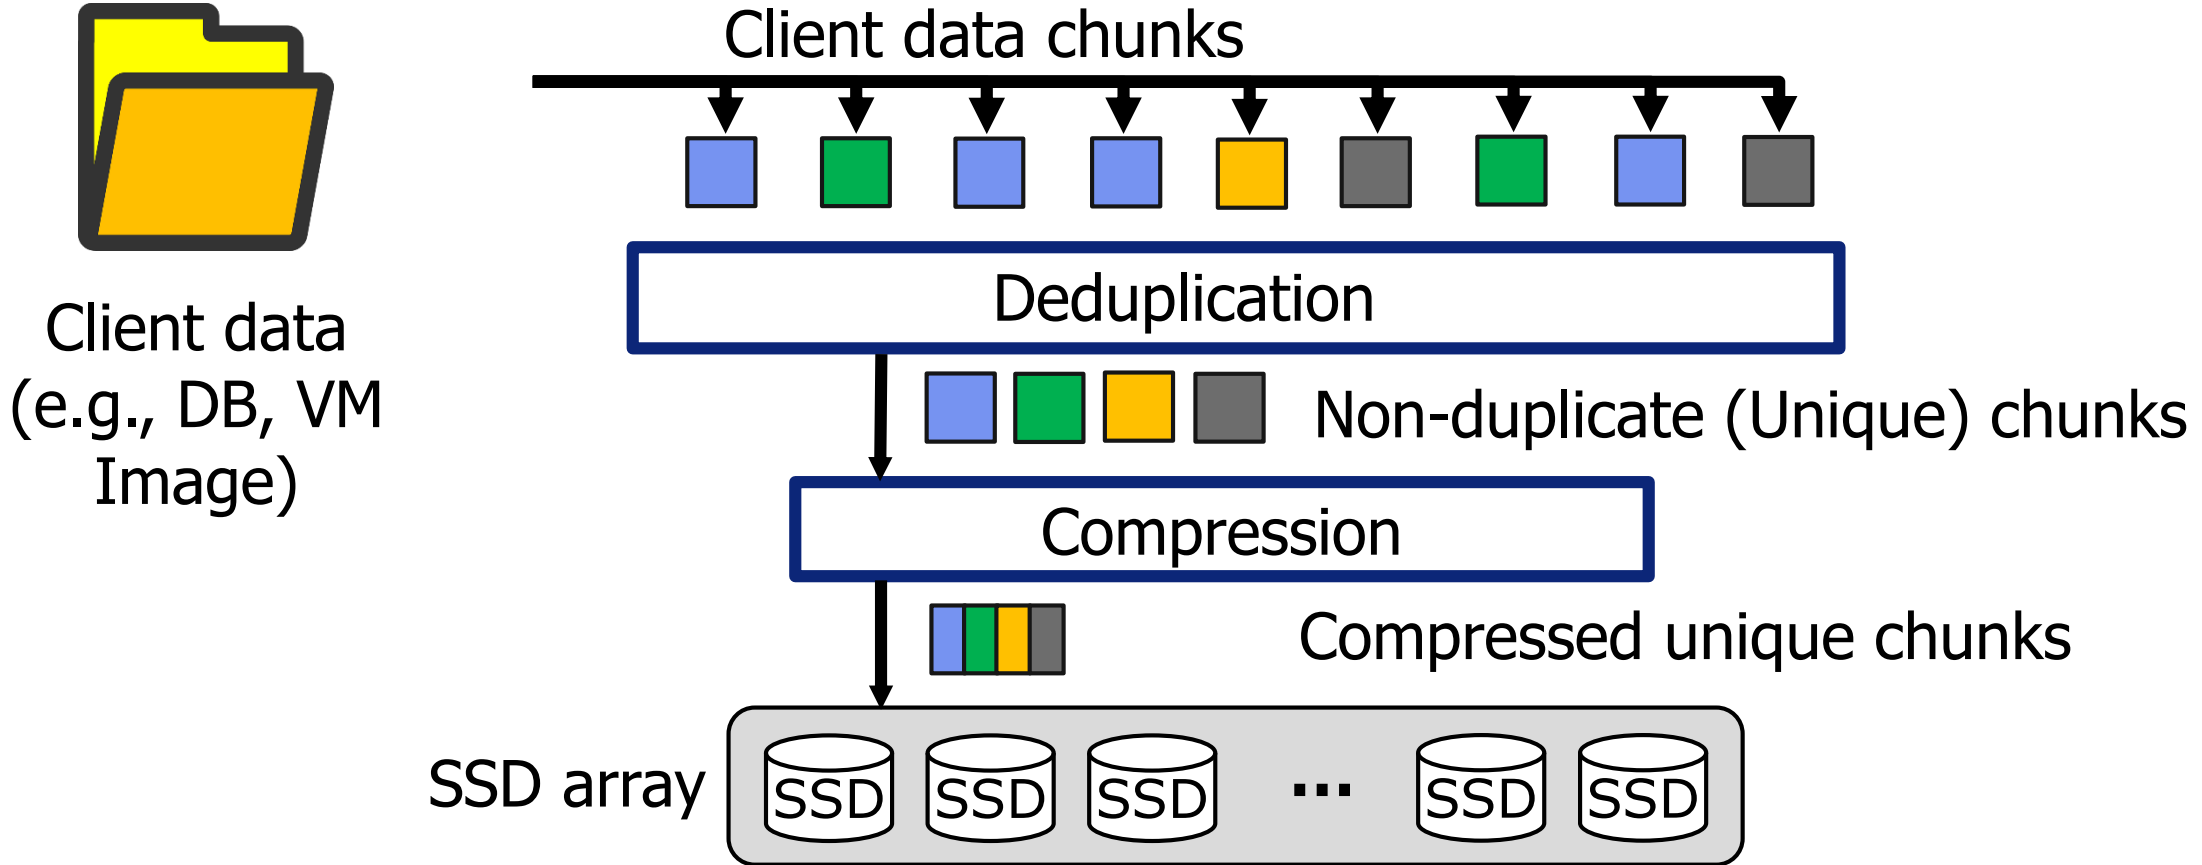 Client data chunks
Client data
(e.g., DB, VM
Image)
Deduplication
Non-duplicate (Unique) chunks
Compression
Compressed unique chunks
SSD array
SSD SSD SSD ... SSD SSD